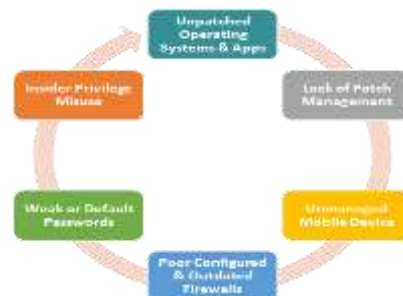 Unpatched
Operating
Systems & Apps
Lack of Patch
Management
Unmanaged
Mobile Device
Poor Configured
& Outdated
Firewalls
Weak or Default
Passwords
Insider Privilege
Misuse